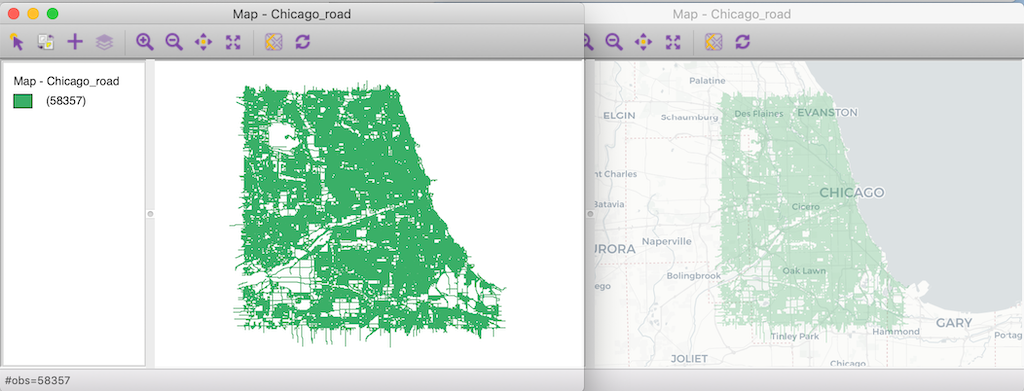 Map - Chicago_road
Map - Chicago_road
Map - Chicago_road
(58357)
#obs=58357
Palatine
ELGIN
Schaumburg
Des Plaines
EVANSTON
nt Charles
Batavia
CHICAGO
Cicero
URORA
Naperville
Oak Lawn
Bolingbrook
ego
Hammond
GARY
Tinley Park
Portag
JOLIET
Chicago